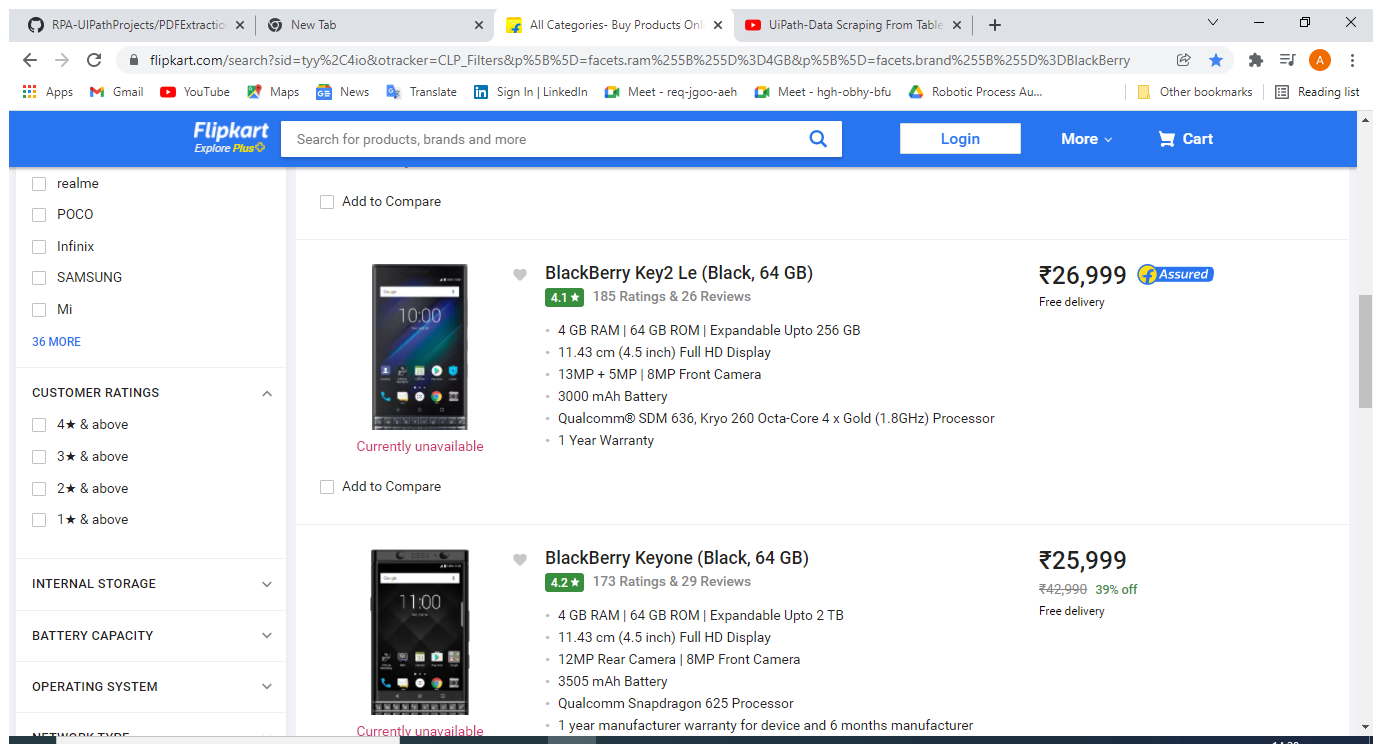 RPA-UIPathProjects/PDFExtractio
New Tab
All Categories- Buy Products Onl
UiPath-Data Scraping From Table
flipkart.com/search?sid=tyy%2C4io&otracker=CLP_Filters&p%5B%5D=facets.ram%255B%255D%3D4GB&p%5B%5D=facets.brand%255B%255D%3DBlackBerry
A
Apps
Gmail
YouTube
Maps
News
Translate
Sign In | LinkedIn
Meet - req-jgoo-aeh
Meet - hgh-obhy-bfu
Robotic Process Au...
Other bookmarks
Reading list
Flipkart
Explore Plus
Search for products, brands and more
Login
More
Cart
realme
POCO
Infinix
SAMSUNG
Mi
36 MORE
CUSTOMER RATINGS
4★ & above
3★ & above
2★ & above
1★ & above
INTERNAL STORAGE
BATTERY CAPACITY
OPERATING SYSTEM
NETWORK TYPE
Add to Compare
10:00
Currently unavailable
BlackBerry Key2 Le (Black, 64 GB)
4.1★ 185 Ratings & 26 Reviews
4 GB RAM | 64 GB ROM | Expandable Upto 256 GB
11.43 cm (4.5 inch) Full HD Display
13MP + 5MP | 8MP Front Camera
3000 mAh Battery
Qualcomm® SDM 636, Kryo 260 Octa-Core 4 x Gold (1.8GHz) Processor
1 Year Warranty
₹26,999
Assured
Free delivery
Add to Compare
11:00
Currently unavailable
BlackBerry Keyone (Black, 64 GB)
4.2★ 173 Ratings & 29 Reviews
4 GB RAM | 64 GB ROM | Expandable Upto 2 TB
11.43 cm (4.5 inch) Full HD Display
12MP Rear Camera | 8MP Front Camera
3505 mAh Battery
Qualcomm Snapdragon 625 Processor
1 year manufacturer warranty for device and 6 months manufacturer
₹25,999
₹42,990 39% off
Free delivery